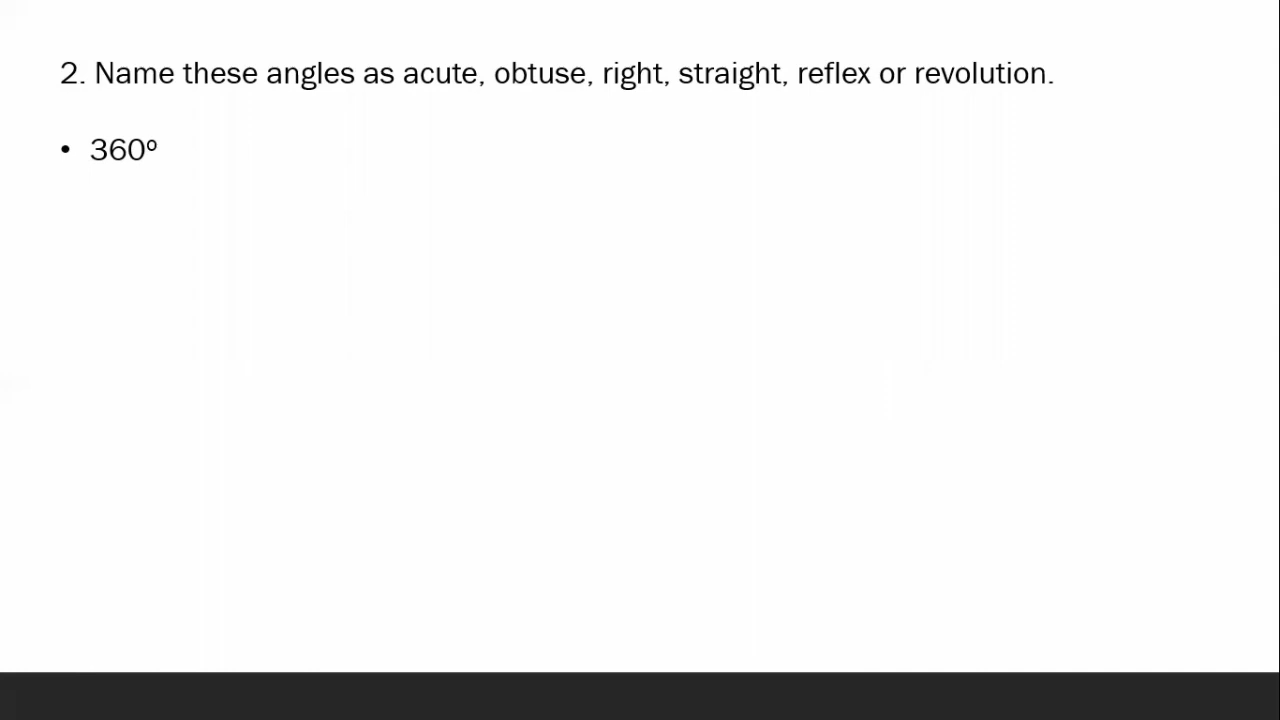 2. Name these angles as acute, obtuse, right, straight, reflex or revolution.
• 360º